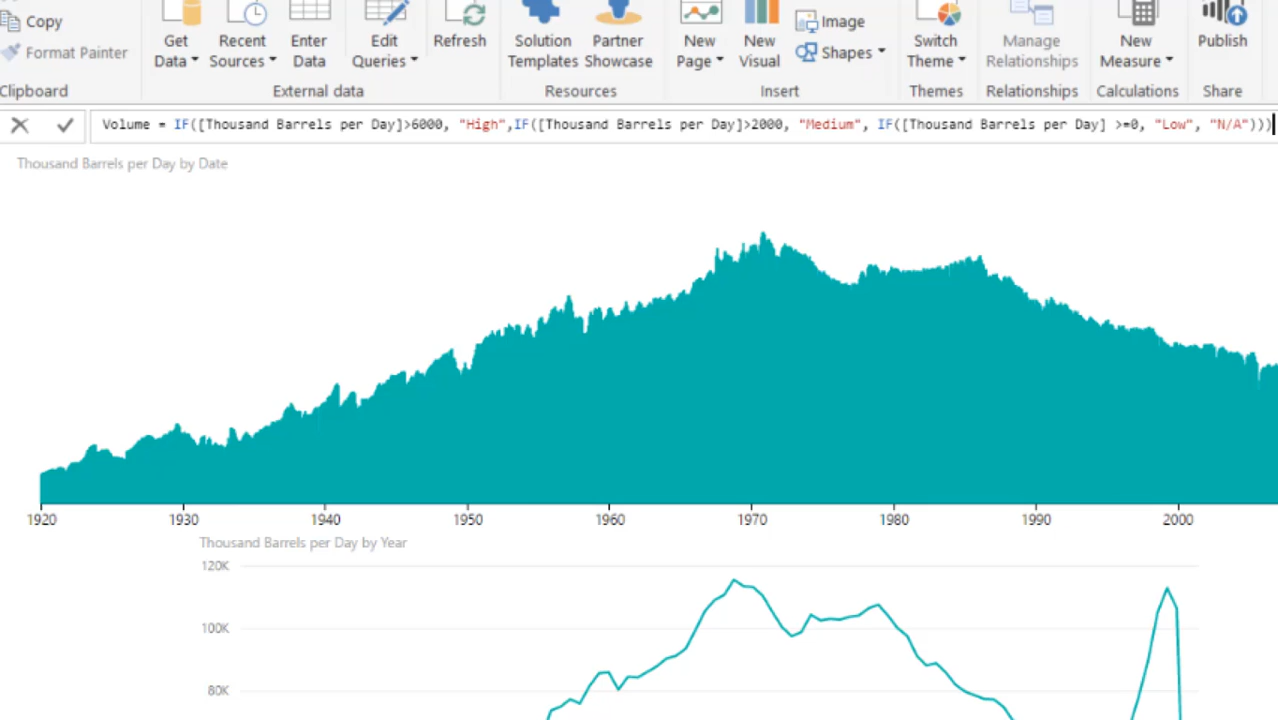 Copy
Format Painter
Clipboard
Get Data
Recent Sources
Enter Data
Edit Queries
Refresh
External data
Solution Templates
Partner Showcase
Resources
New Page
New Visual
Image
Shapes
Insert
Switch Theme
Themes
Manage Relationships
Relationships
New Measure
Calculations
Publish
Share
Volume = IF([Thousand Barrels per Day]>6000, "High",IF([Thousand Barrels per Day]>2000, "Medium", IF([Thousand Barrels per Day] >=0, "Low", "N/A")))
Thousand Barrels per Day by Date
1920 1930 1940 1950 1960 1970 1980 1990 2000
Thousand Barrels per Day by Year
120K
100K
80K